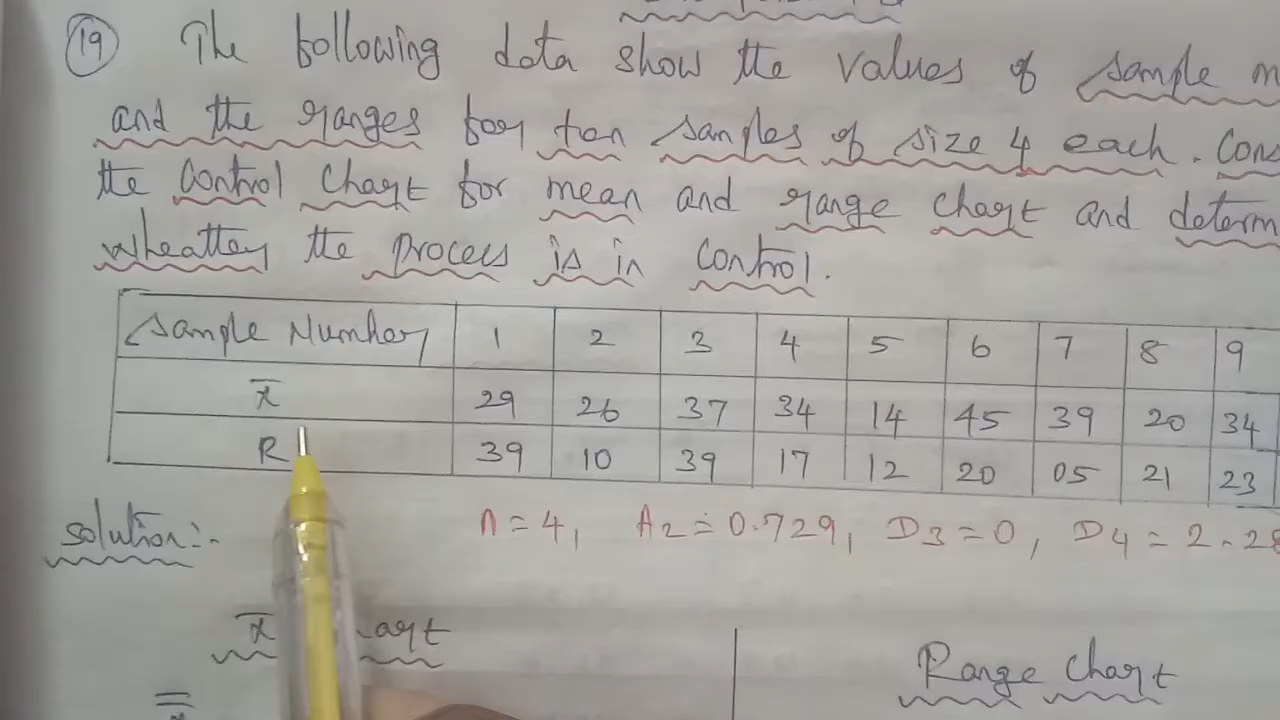 19 The following data show the values of sample m
and the ranges for ten samples of size 4 each. Cons
the control chart for mean and range chart and determ
wheatter the process is in control.
Sample Number 1 2 3 4 5 6 7 8 9
x̄ 29 26 37 34 14 45 39 20 34
R 39 10 39 17 12 20 05 21 23
Solution:- n = 4, A2 = 0.729, D3 = 0, D4 = 2.28
x̄ Range Chart